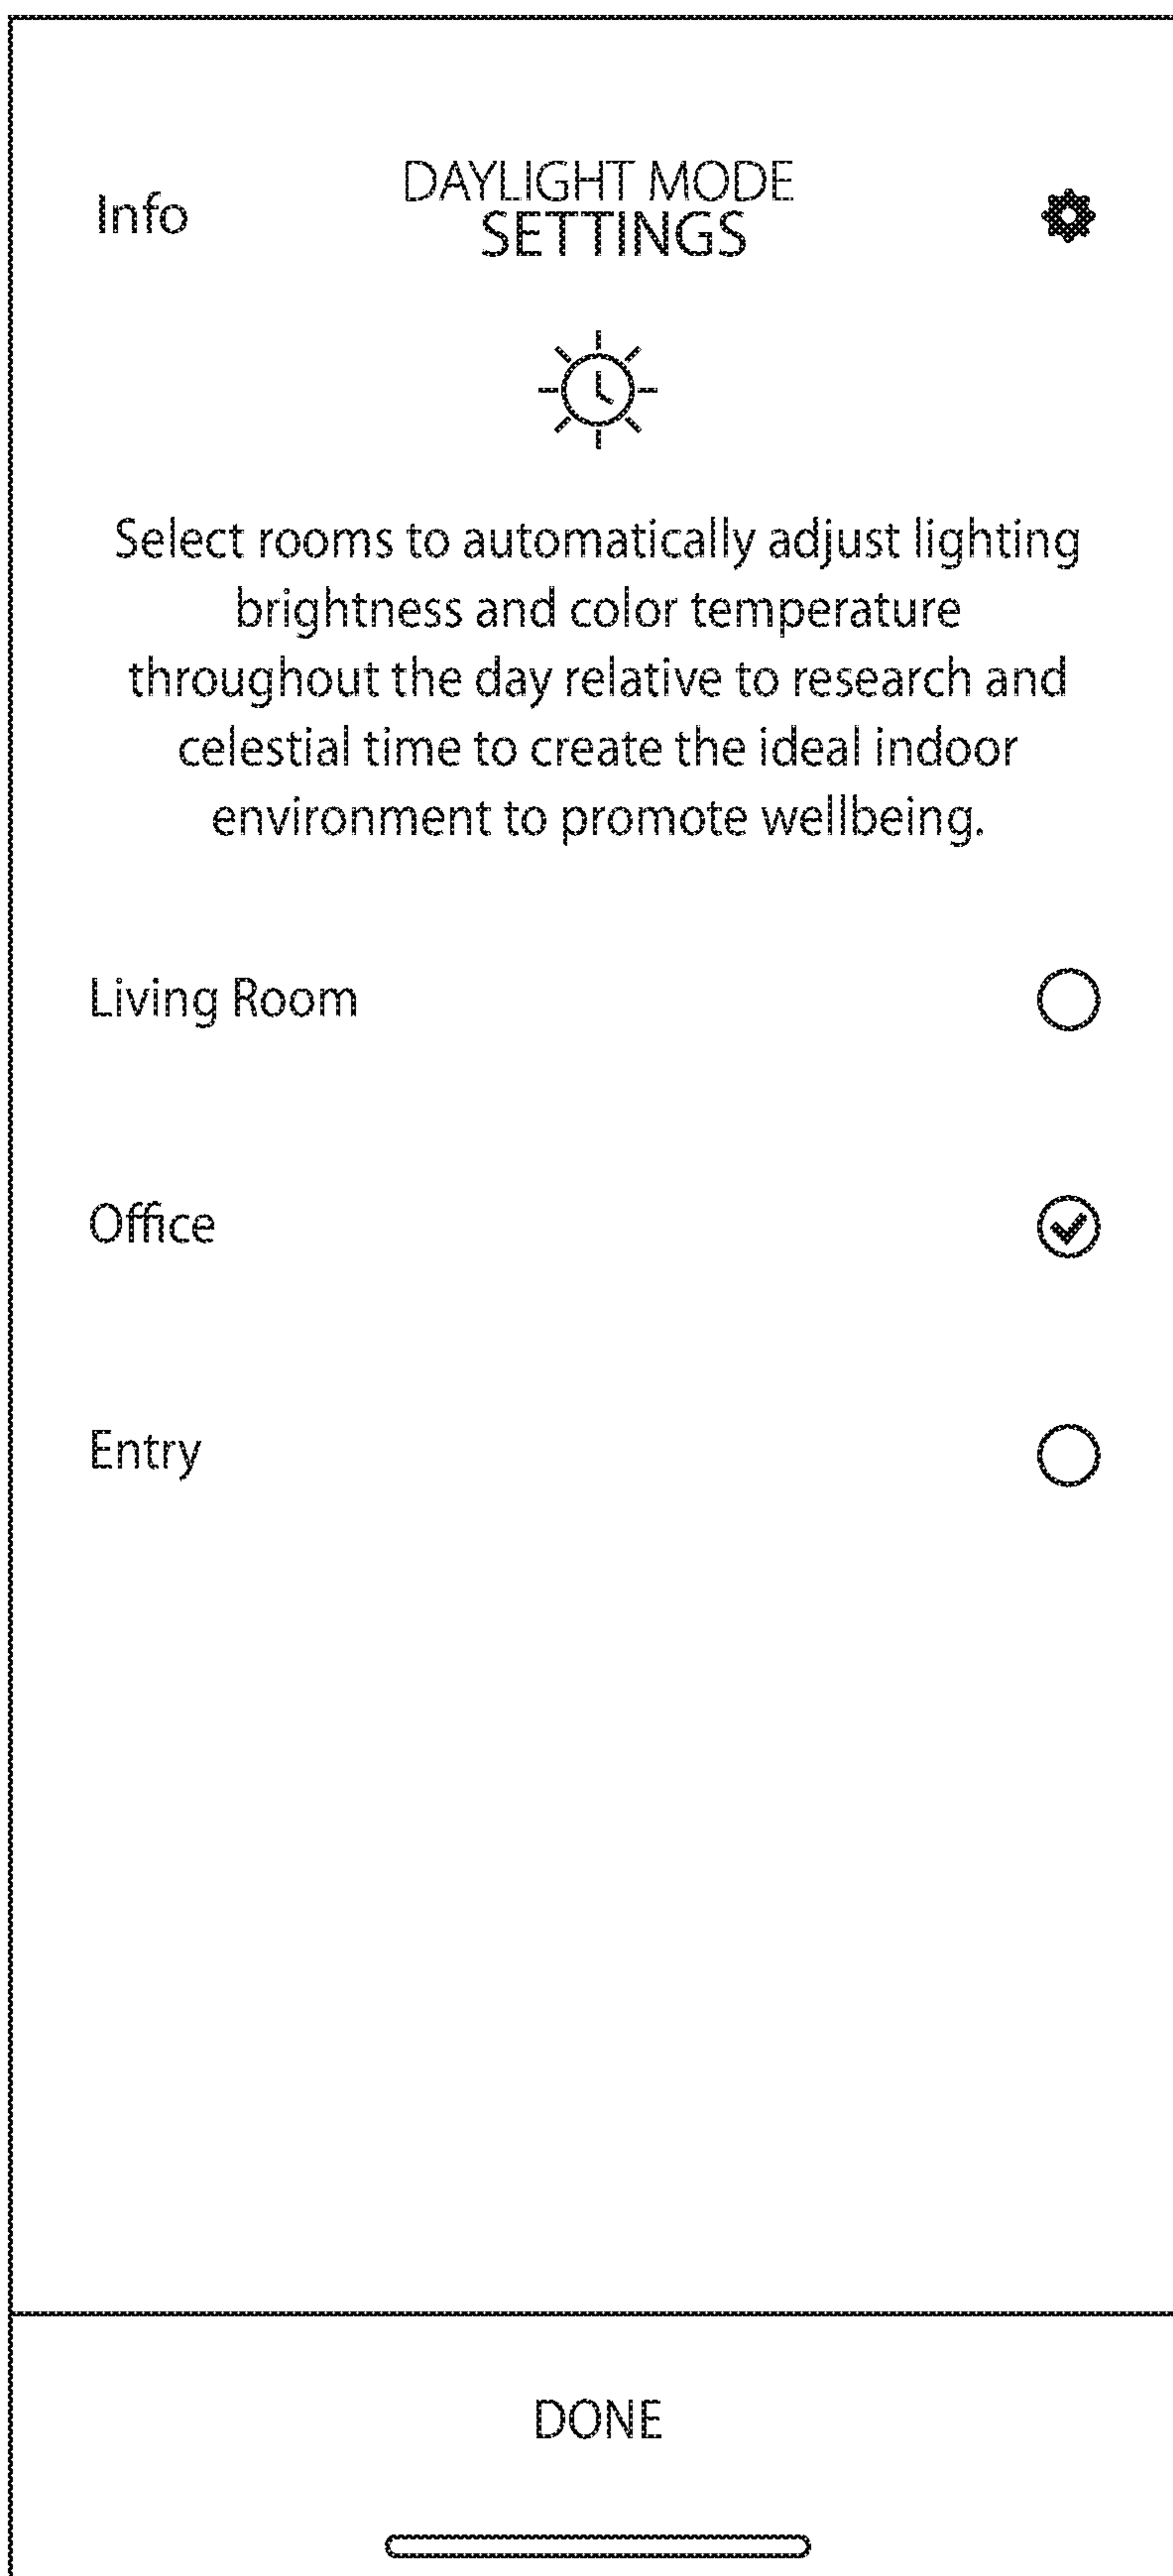 Info
DAYLIGHT MODE
SETTINGS
Select rooms to automatically adjust lighting
brightness and color temperature
throughout the day relative to research and
celestial time to create the ideal indoor
environment to promote wellbeing.
Living Room
Office
Entry
DONE